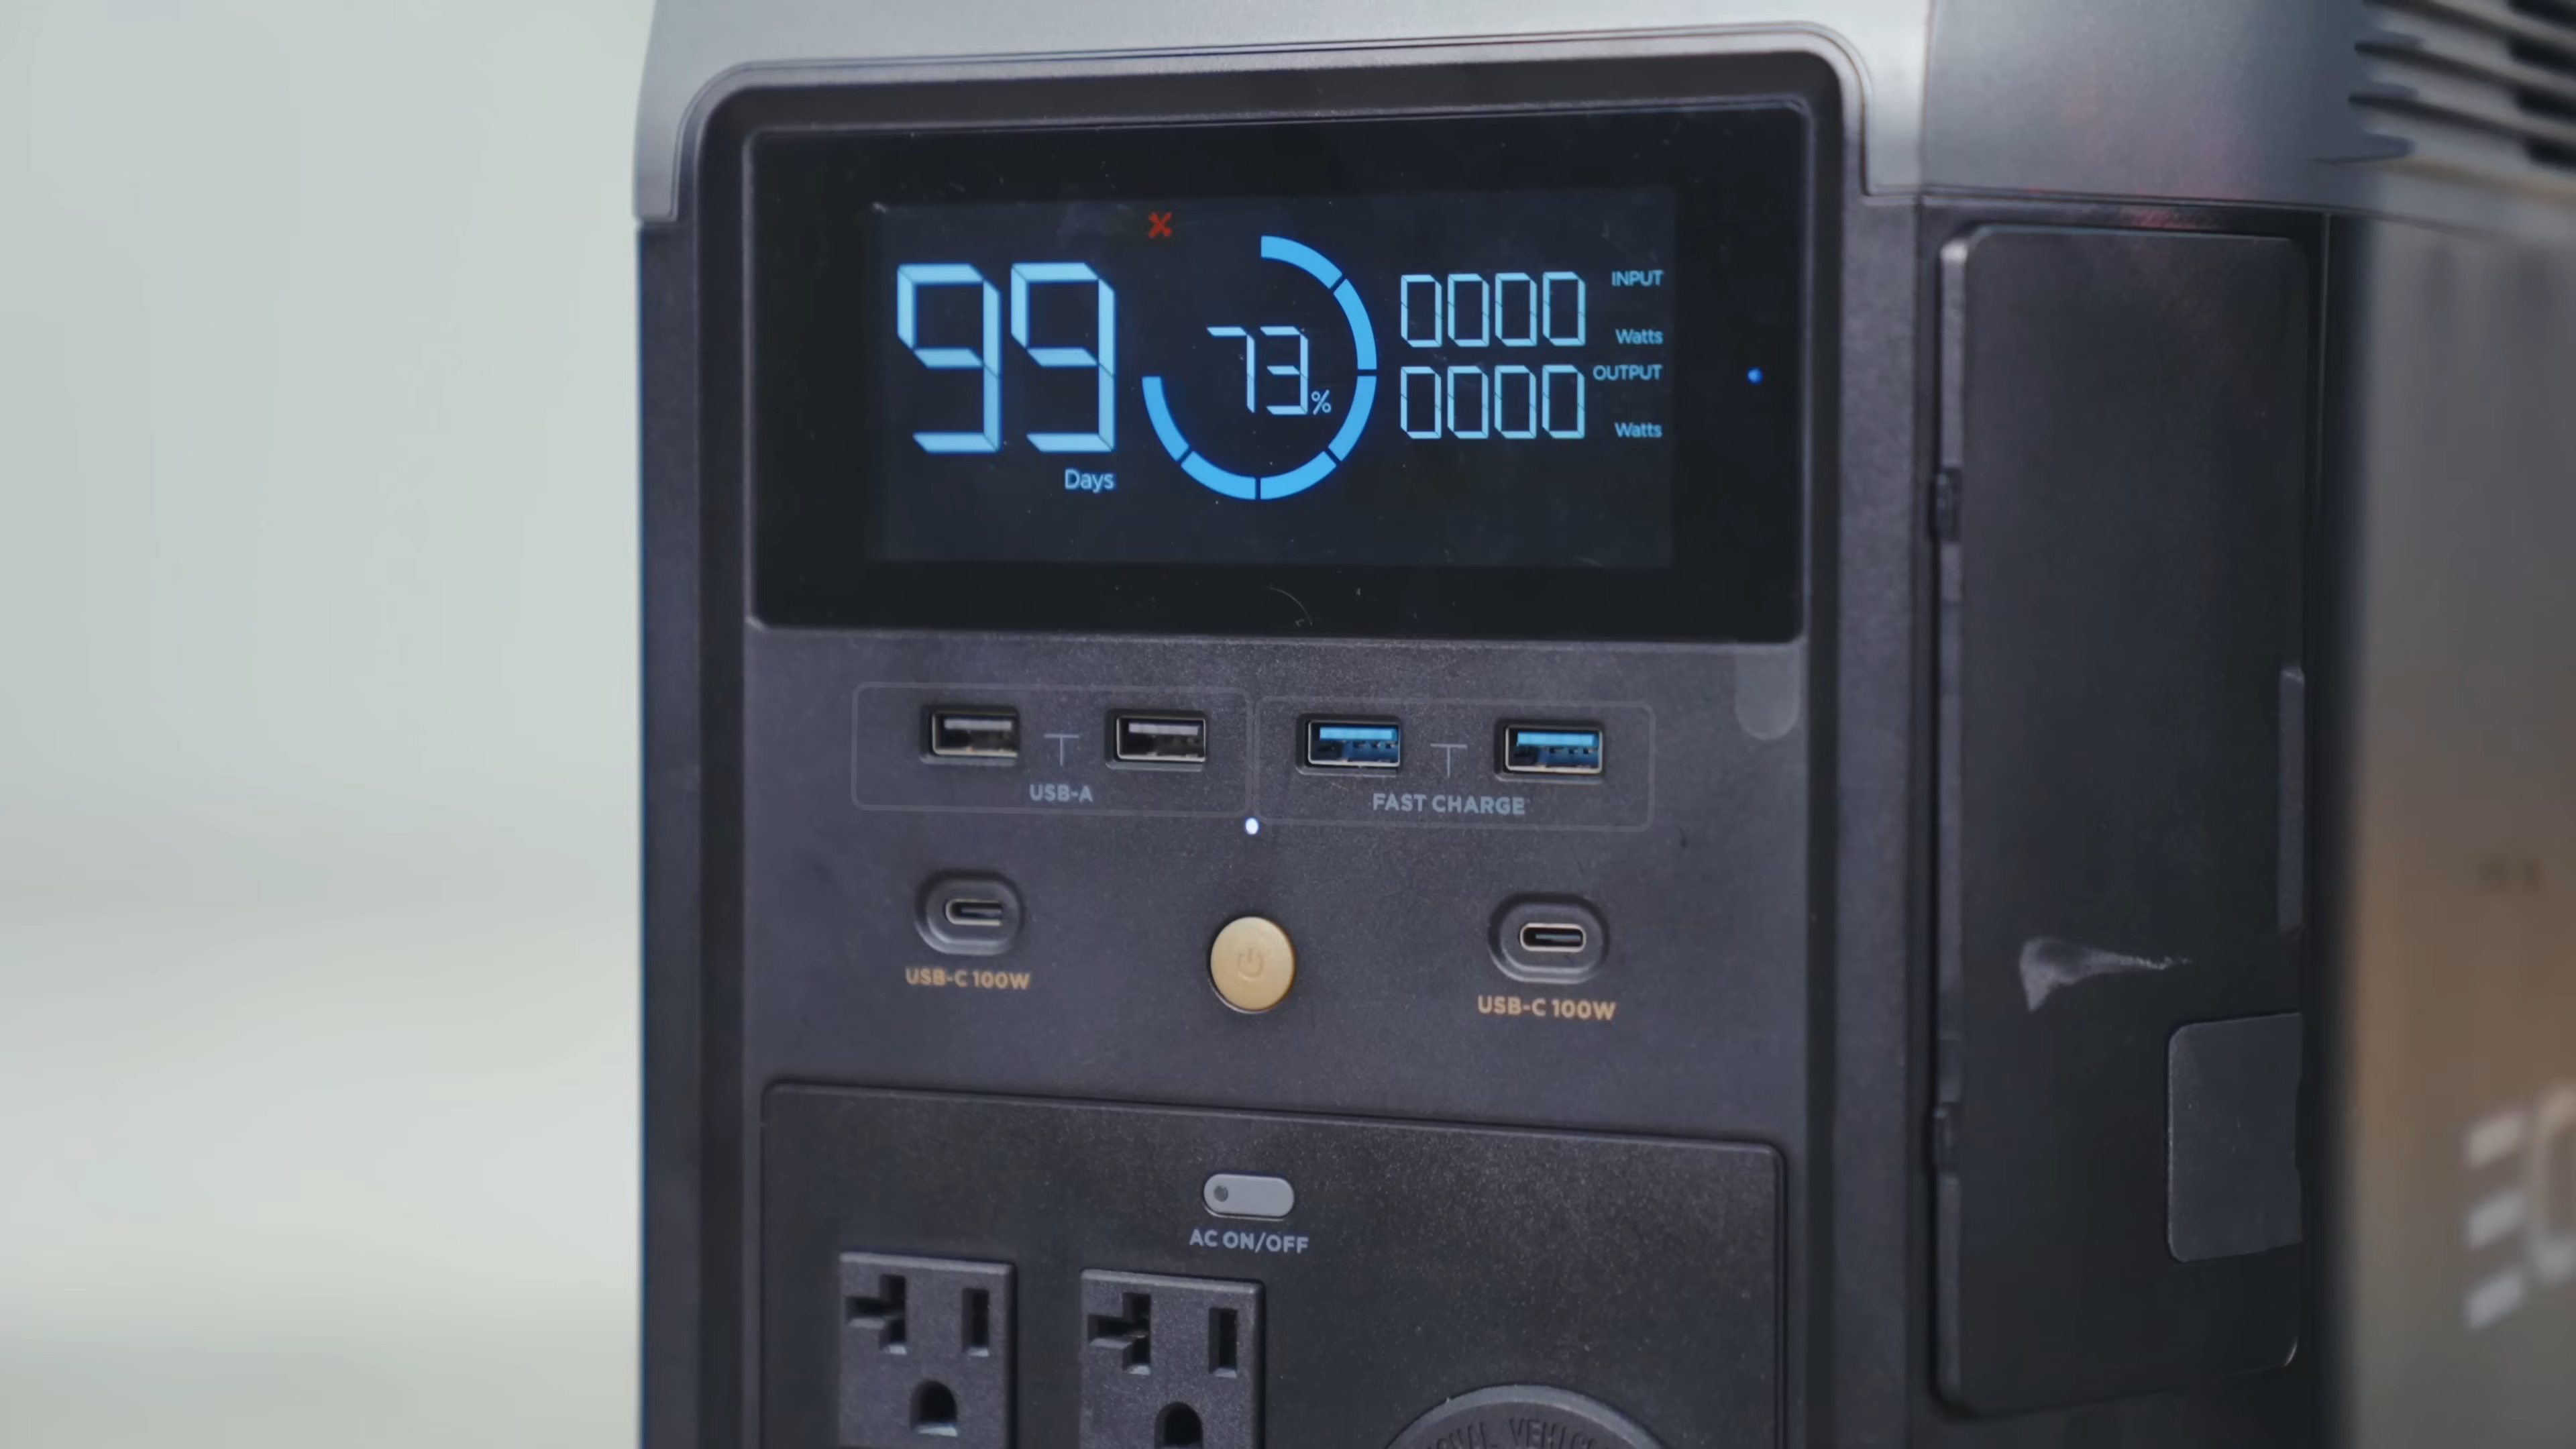 99
Days
73%
0000
INPUT
Watts
0000
OUTPUT
Watts
USB-A
FAST CHARGE
USB-C 100W
USB-C 100W
AC ON/OFF